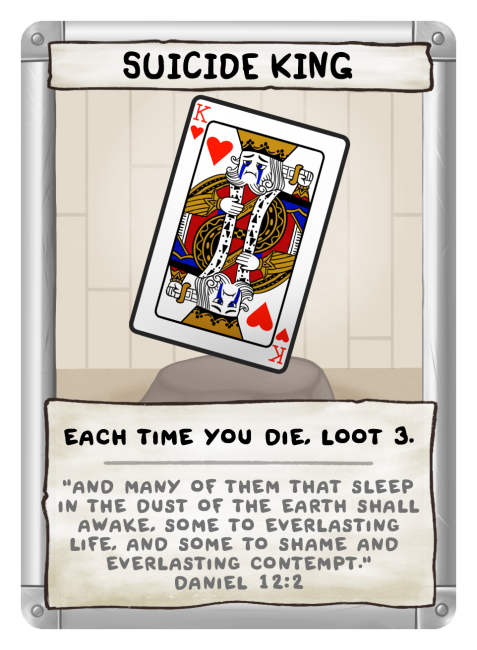 SUICIDE KING
K
K
EACH TIME YOU DIE, LOOT 3.
"AND MANY OF THEM THAT SLEEP
IN THE DUST OF THE EARTH SHALL
AWAKE, SOME TO EVERLASTING
LIFE, AND SOME TO SHAME AND
EVERLASTING CONTEMPT."
DANIEL 12:2